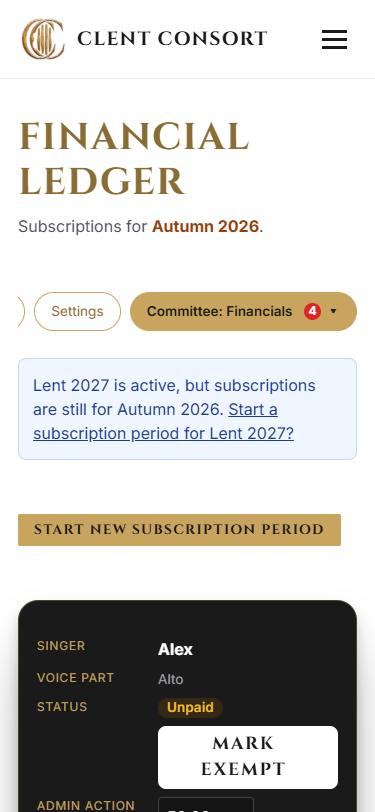 CLENT CONSORT
FINANCIAL
LEDGER
Subscriptions for Autumn 2026.
Settings
Committee: Financials 4
Lent 2027 is active, but subscriptions
are still for Autumn 2026. Start a
subscription period for Lent 2027?
START NEW SUBSCRIPTION PERIOD
SINGER Alex
VOICE PART Alto
STATUS Unpaid
MARK
EXEMPT
ADMIN ACTION